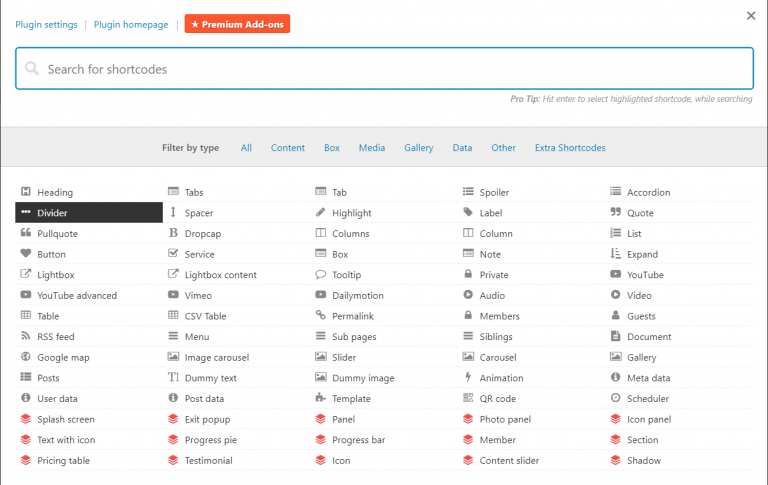 Plugin settings | Plugin homepage | ★ Premium Add-ons
Search for shortcodes
Pro Tip: Hit enter to select highlighted shortcode, while searching
Filter by type All Content Box Media Gallery Data Other Extra Shortcodes
Heading Tabs Tab Spoiler Accordion
Divider Spacer Highlight Label Quote
Pullquote Dropcap Columns Column List
Button Service Box Note Expand
Lightbox Lightbox content Tooltip Private YouTube
YouTube advanced Vimeo Dailymotion Audio Video
Table CSV Table Permalink Members Guests
RSS feed Menu Sub pages Siblings Document
Google map Image carousel Slider Carousel Gallery
Posts Dummy text Dummy image Animation Meta data
User data Post data Template QR code Scheduler
Splash screen Exit popup Panel Photo panel Icon panel
Text with icon Progress pie Progress bar Member Section
Pricing table Testimonial Icon Content slider Shadow